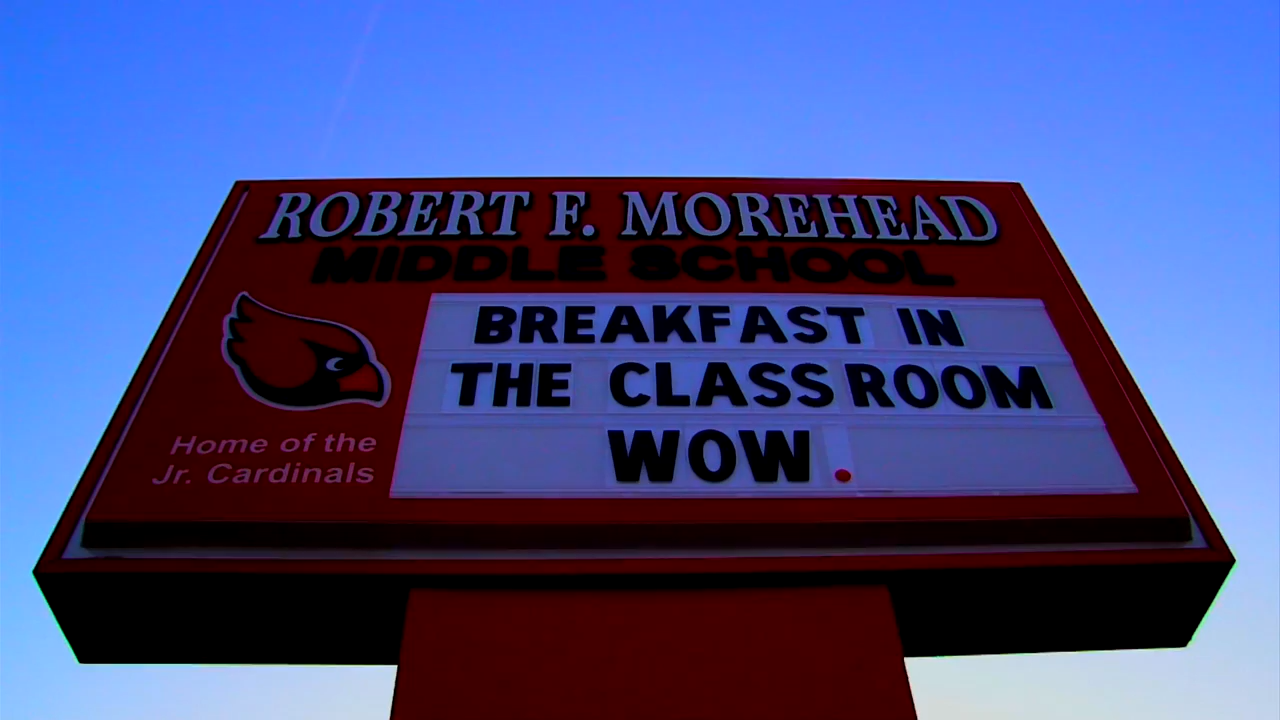 ROBERT F. MOREHEAD
MIDDLE SCHOOL
BREAKFAST IN
THE CLASSROOM
WOW.
Home of the
Jr. Cardinals